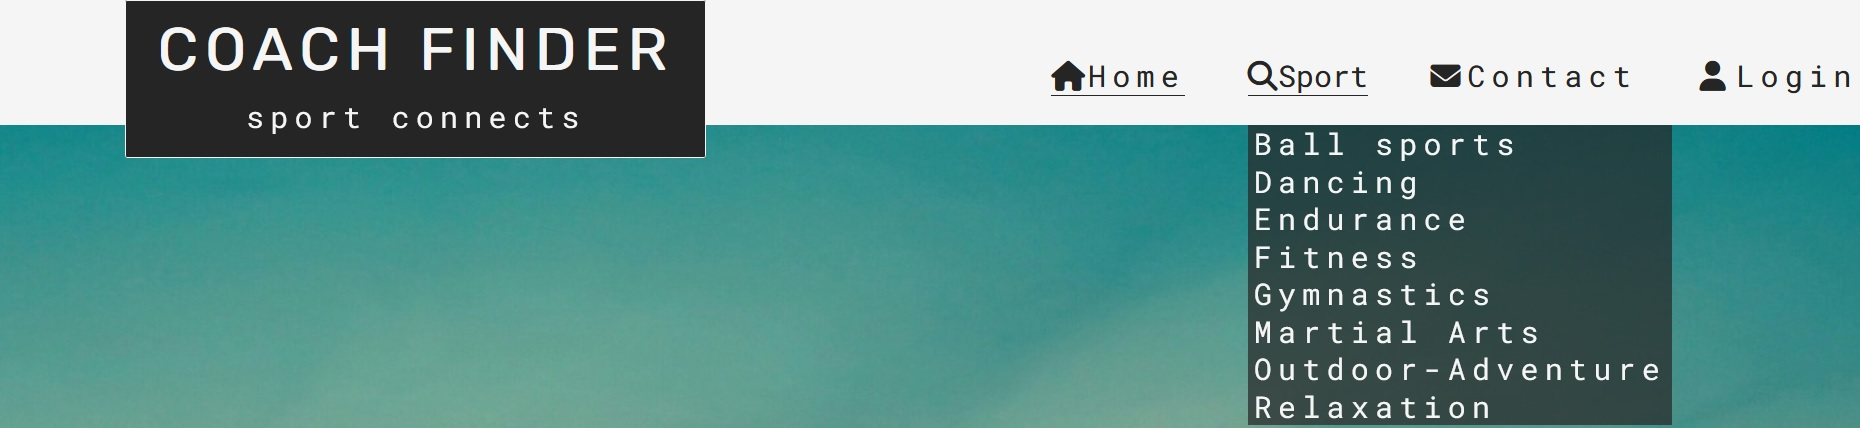 COACH FINDER
sport connects
Home Sport Contact Login
Ball sports
Dancing
Endurance
Fitness
Gymnastics
Martial Arts
Outdoor-Adventure
Relaxation